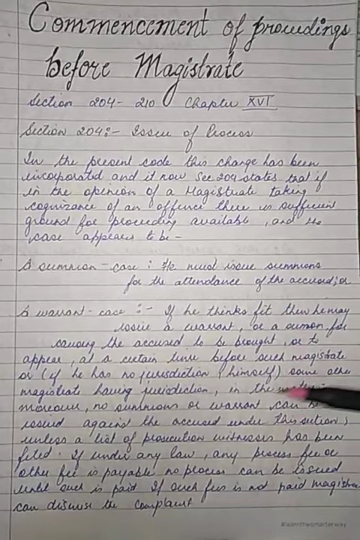 Commencement of proceedings
before Magistrate
Section 204- 210 Chapter XVI
Section 204:- Issue of Process
In the present code this change has been
incorporated and it now Sec 204 states that if
in the opinion of a Magistrate taking
cognizance of an offence there is sufficient
ground for proceeding available, and the
case appears to be -
A summon-case : He must issue summons
for the attendance of the accused; or
A warrant-case :- If he thinks fit then he may
issue a warrant, or a summon for
causing the accused to be brought, or to
appear, at a certain time before such magistrate
or (if he has no jurisdiction himself) some other
magistrate having jurisdiction, in the
moreover, no summons or warrant can
issued against the accused under this section,
unless a list of prosecution witnesses has been
filed. If under any law, any process fee or
other fee is payable no process can be issued
until such is paid If such fees is not paid magistrate
can dismiss the complaint